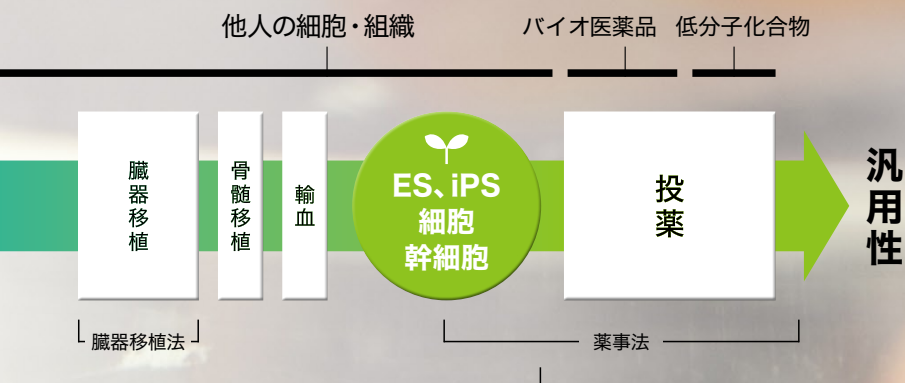 他人の細胞・組織
バイオ医薬品
低分子化合物
臓器移植
骨髄移植
輸血
ES、iPS
細胞
幹細胞
投薬
汎用性
臓器移植法
薬事法